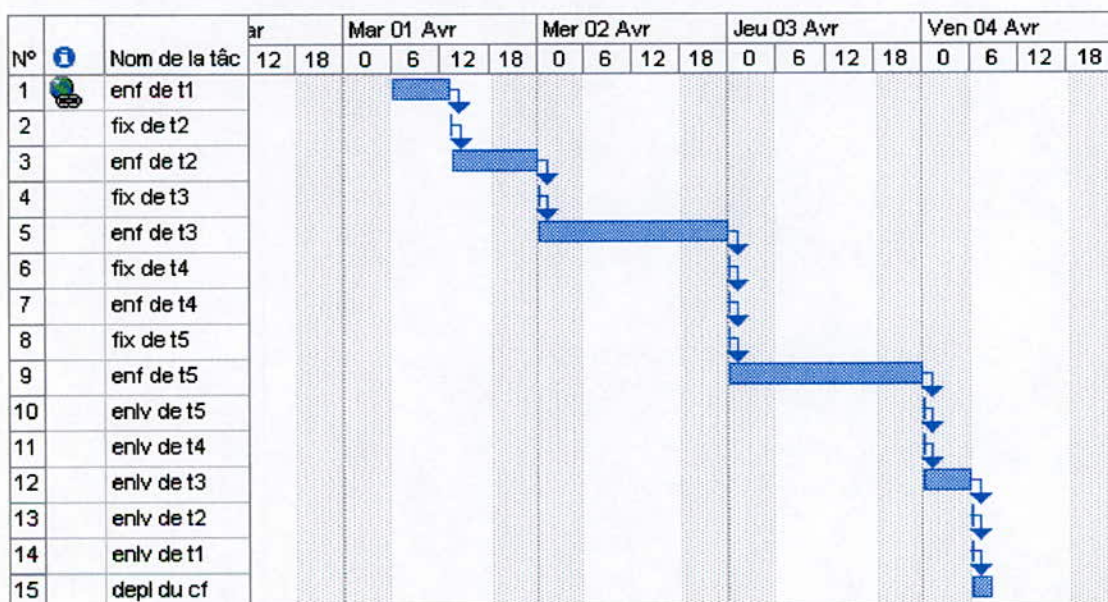 ar Mar 01 Avr Mer 02 Avr Jeu 03 Avr Ven 04 Avr
N° Nom de la tâc 12 18 0 6 12 18 0 6 12 18 0 6 12 18 0 6 12 18
1 enf de t1
2 fix de t2
3 enf de t2
4 fix de t3
5 enf de t3
6 fix de t4
7 enf de t4
8 fix de t5
9 enf de t5
10 enlv de t5
11 enlv de t4
12 enlv de t3
13 enlv de t2
14 enlv de t1
15 depl du cf